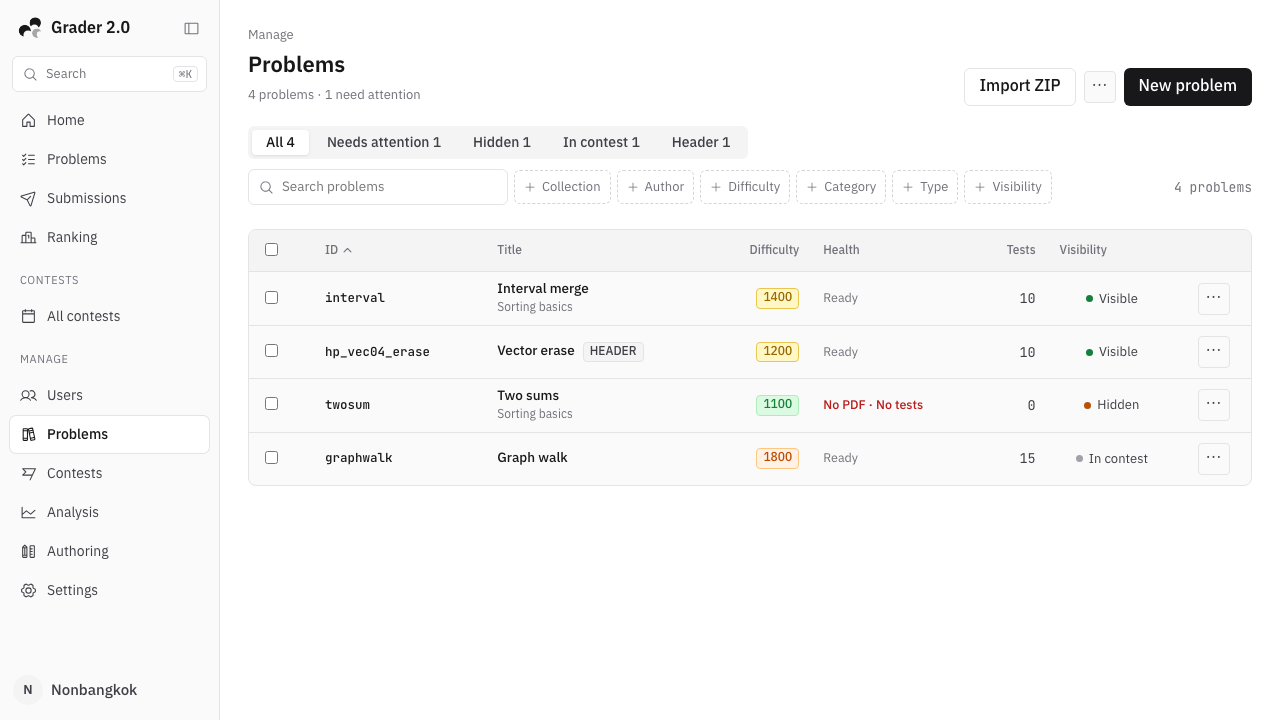 Grader 2.0
Search
⌘K
Home
Problems
Submissions
Ranking
CONTESTS
All contests
MANAGE
Users
Problems
Contests
Analysis
Authoring
Settings
N
Nonbangkok
Manage
Problems
4 problems · 1 need attention
Import ZIP
···
New problem
All 4
Needs attention 1
Hidden 1
In contest 1
Header 1
Search problems
+ Collection
+ Author
+ Difficulty
+ Category
+ Type
+ Visibility
4 problems
ID Title Difficulty Health Tests Visibility
interval Interval merge 1400 Ready 10 Visible ···
Sorting basics
hp_vec04_erase Vector erase HEADER 1200 Ready 10 Visible ···
twosum Two sums 1100 No PDF · No tests 0 Hidden ···
Sorting basics
graphwalk Graph walk 1800 Ready 15 In contest ···